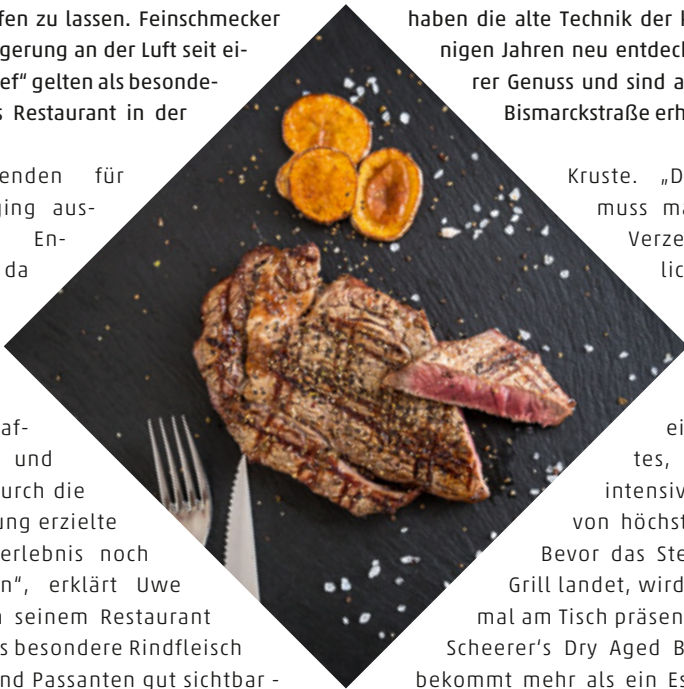 fen zu lassen. Feinschmecker haben die alte Technik der
gerung an der Luft seit ei- nigen Jahren neu entdeck
ef“ gelten als besonde- rer Genuss und sind a
s Restaurant in der Bismarckstraße erh
enden für
ging aus-
En-
da
af-
und
urch die
ung erzielte
erlebnis noch
n“, erklärt Uwe
n seinem Restaurant
s besondere Rindfleisch
nd Passanten gut sichtbar -
Kruste. „D
muss ma
Verze
lic
ei
tes,
intensiv
von höchst
Bevor das Ste
Grill landet, wird
mal am Tisch präsen
Scheerer's Dry Aged B
bekommt mehr als ein Es